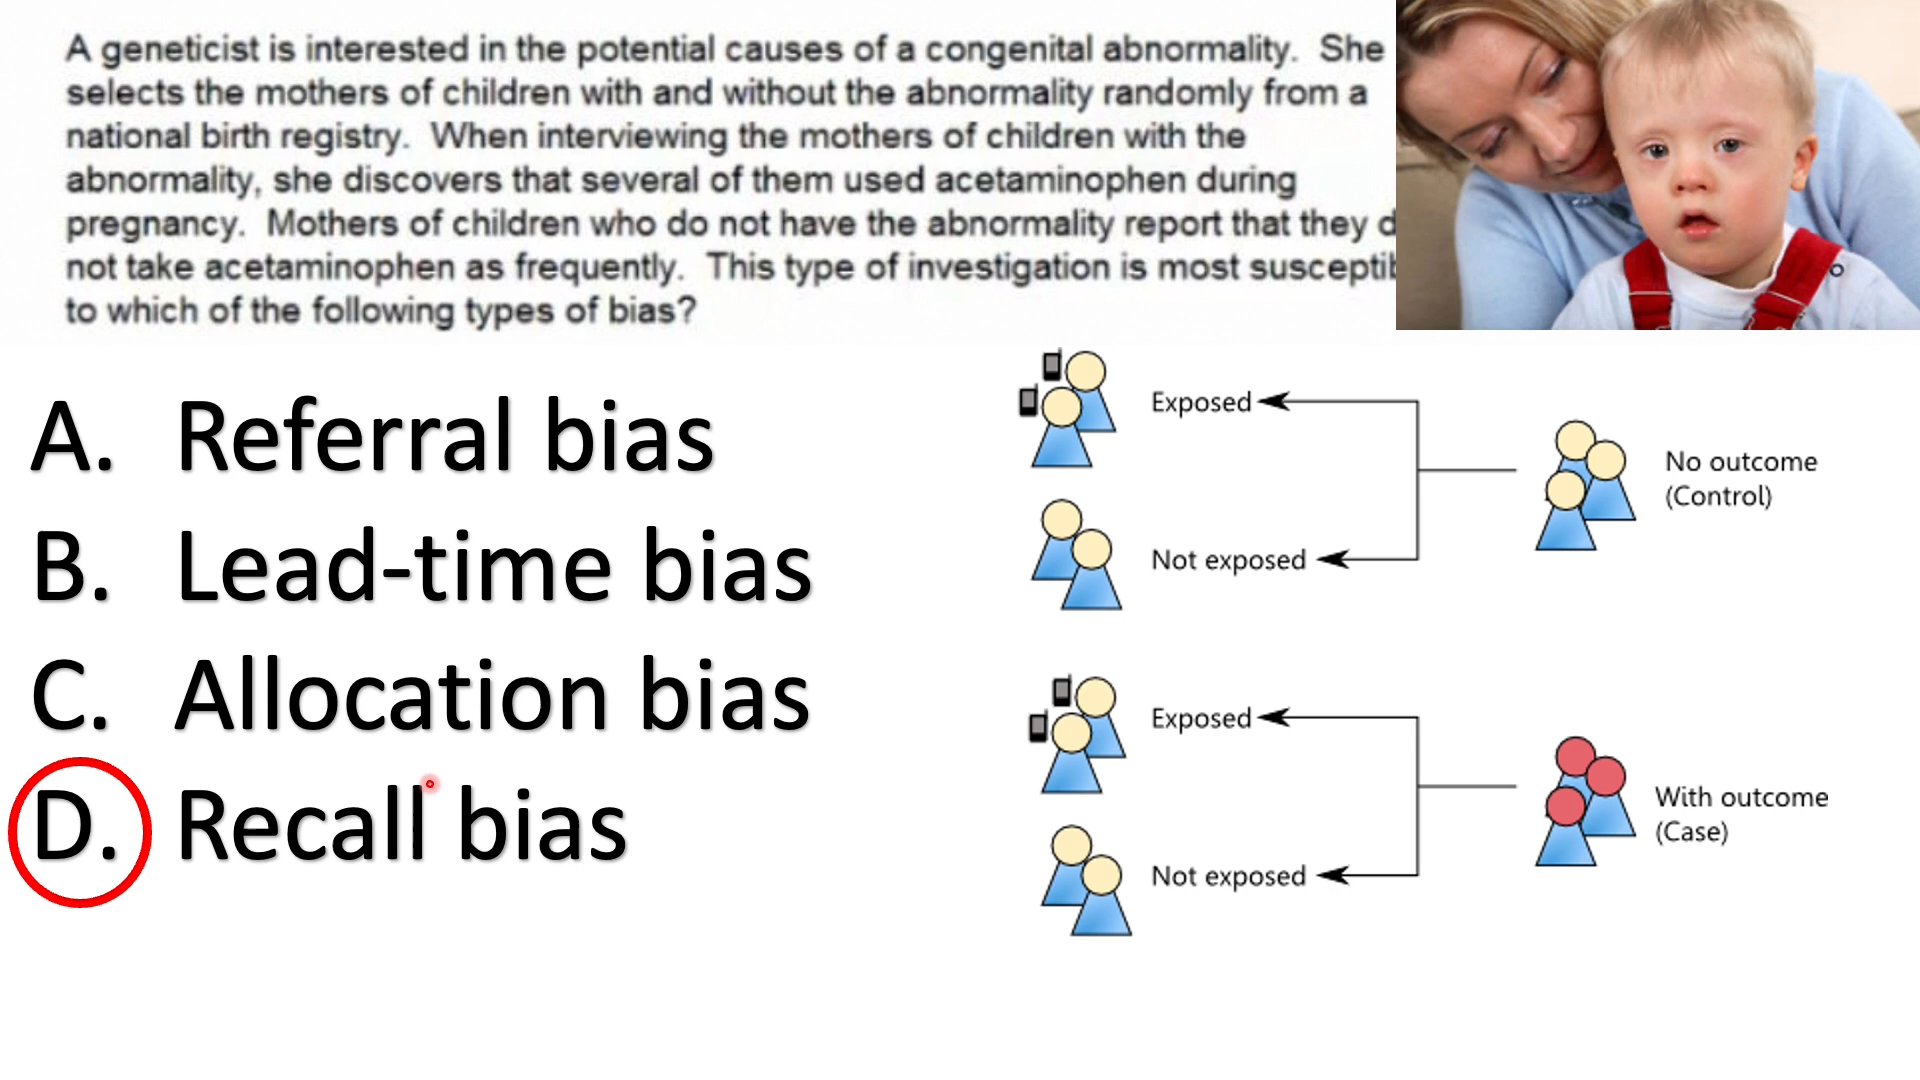 A geneticist is interested in the potential causes of a congenital abnormality. She
selects the mothers of children with and without the abnormality randomly from a
national birth registry. When interviewing the mothers of children with the
abnormality, she discovers that several of them used acetaminophen during
pregnancy. Mothers of children who do not have the abnormality report that they
not take acetaminophen as frequently. This type of investigation is most
to which of the following types of bias?
A. Referral bias
B. Lead-time bias
C. Allocation bias
D. Recall bias
Exposed
No outcome
(Control)
Not exposed
Exposed
With outcome
(Case)
Not exposed